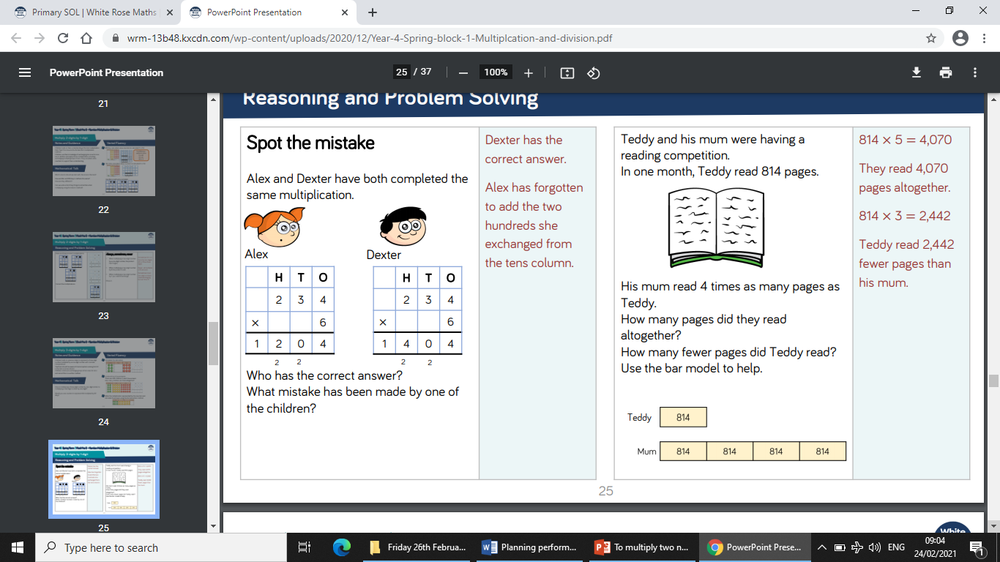 Primary SOL | White Rose Maths
PowerPoint Presentation
wrm-13b48.kxcdn.com/wp-content/uploads/2020/12/Year-4-Spring-block-1-Multiplcation-and-division.pdf
PowerPoint Presentation
25 / 37
100%
21
22
23
24
25
Reasoning and Problem Solving
Spot the mistake
Alex and Dexter have both completed the
same multiplication.
Alex
Dexter
H T O
2 3 4
× 6
1 2 0 4
2 2
H T O
2 3 4
× 6
1 4 0 4
2 2
Who has the correct answer?
What mistake has been made by one of
the children?
Dexter has the
correct answer.
Alex has forgotten
to add the two
hundreds she
exchanged from
the tens column.
Teddy and his mum were having a
reading competition.
In one month, Teddy read 814 pages.
His mum read 4 times as many pages as
Teddy.
How many pages did they read
altogether?
How many fewer pages did Teddy read?
Use the bar model to help.
Teddy 814
Mum 814 814 814 814
814 × 5 = 4,070
They read 4,070
pages altogether.
814 × 3 = 2,442
Teddy read 2,442
fewer pages than
his mum.
25
White
Type here to search
Friday 26th Februa...
Planning perform...
To multiply two n...
PowerPoint Prese...
ENG
09:04
24/02/2021
1